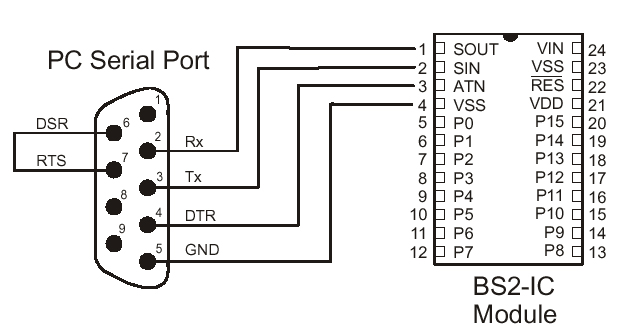 PC Serial Port
DSR
RTS
1
6
2
7
3
8
4
9
5
Rx
Tx
DTR
GND
1 SOUT VIN 24
2 SIN VSS 23
3 ATN RES 22
4 VSS VDD 21
5 P0 P15 20
6 P1 P14 19
7 P2 P13 18
8 P3 P12 17
9 P4 P11 16
10 P5 P10 15
11 P6 P9 14
12 P7 P8 13
BS2-IC
Module